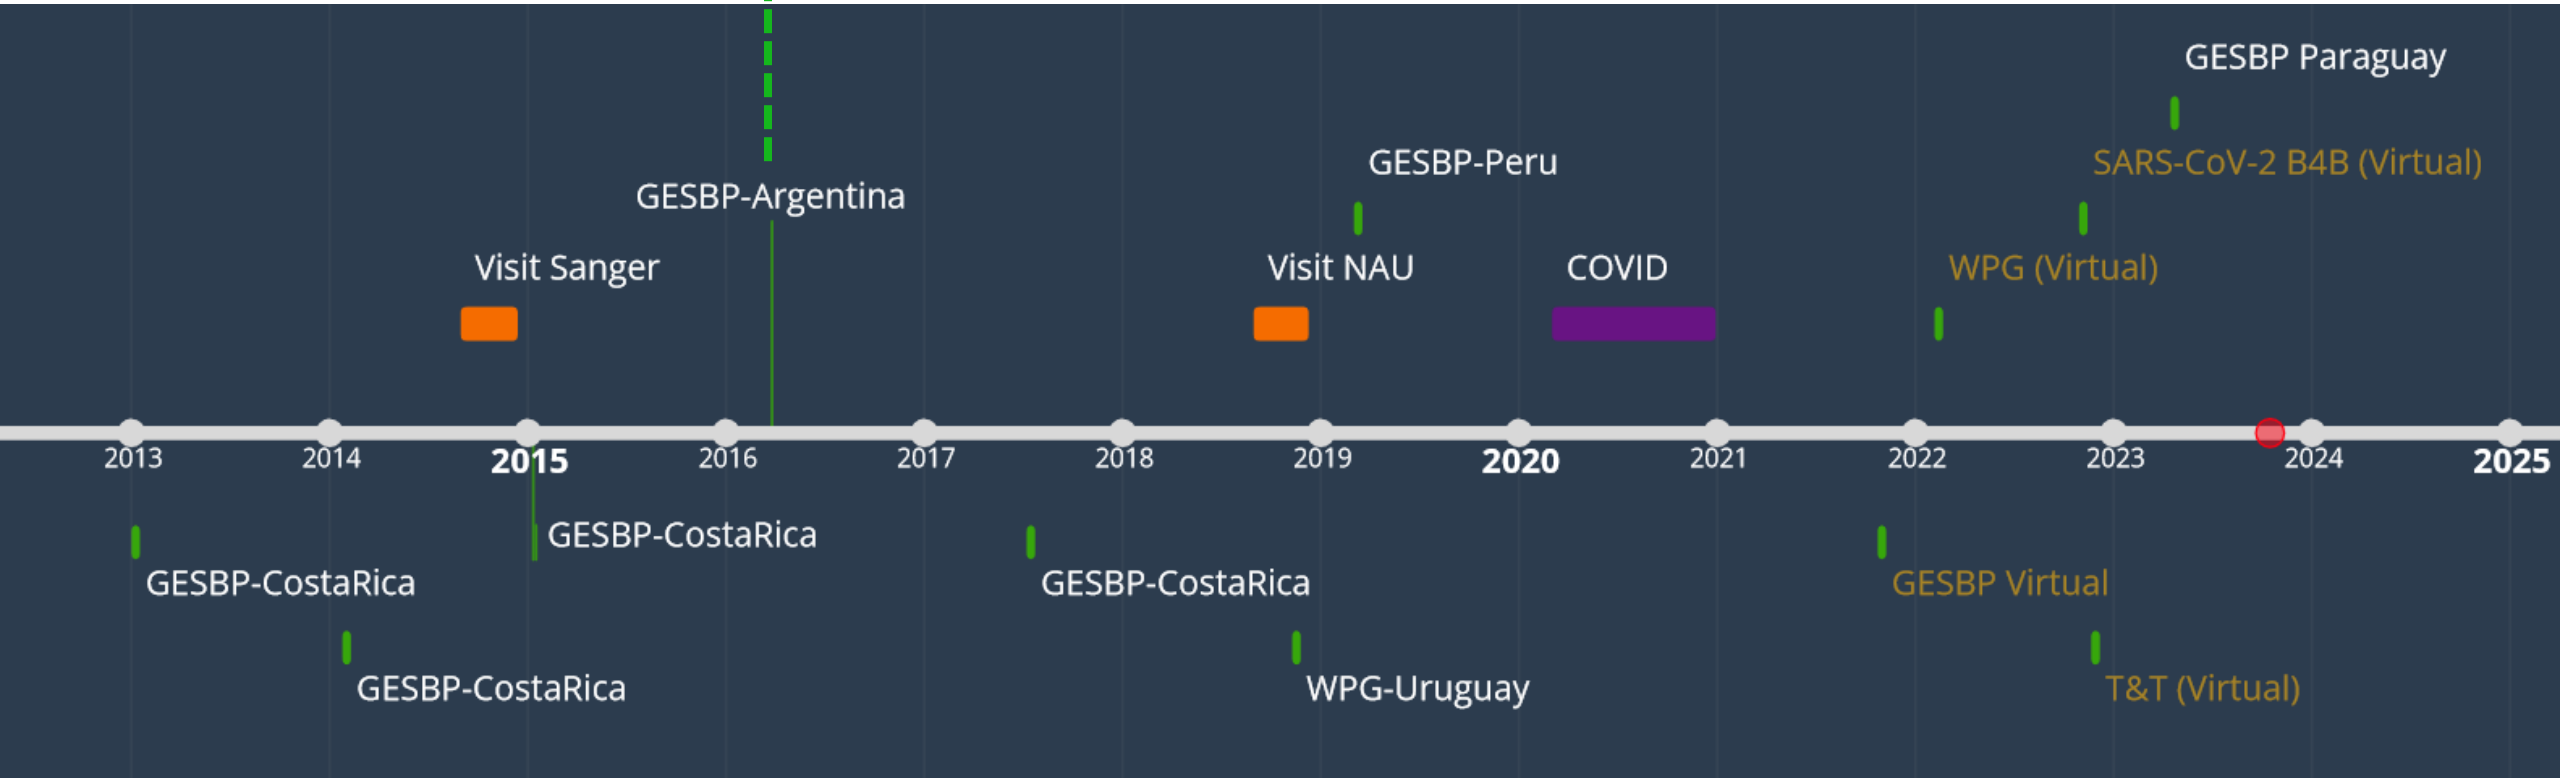 GESBP Paraguay
SARS-CoV-2 B4B (Virtual)
GESBP-Peru
GESBP-Argentina
Visit Sanger
Visit NAU
COVID
WPG (Virtual)
2013 2014 2015 2016 2017 2018 2019 2020 2021 2022 2023 2024 2025
GESBP-CostaRica
GESBP-CostaRica
GESBP-CostaRica
GESBP Virtual
GESBP-CostaRica
WPG-Uruguay
T&T (Virtual)